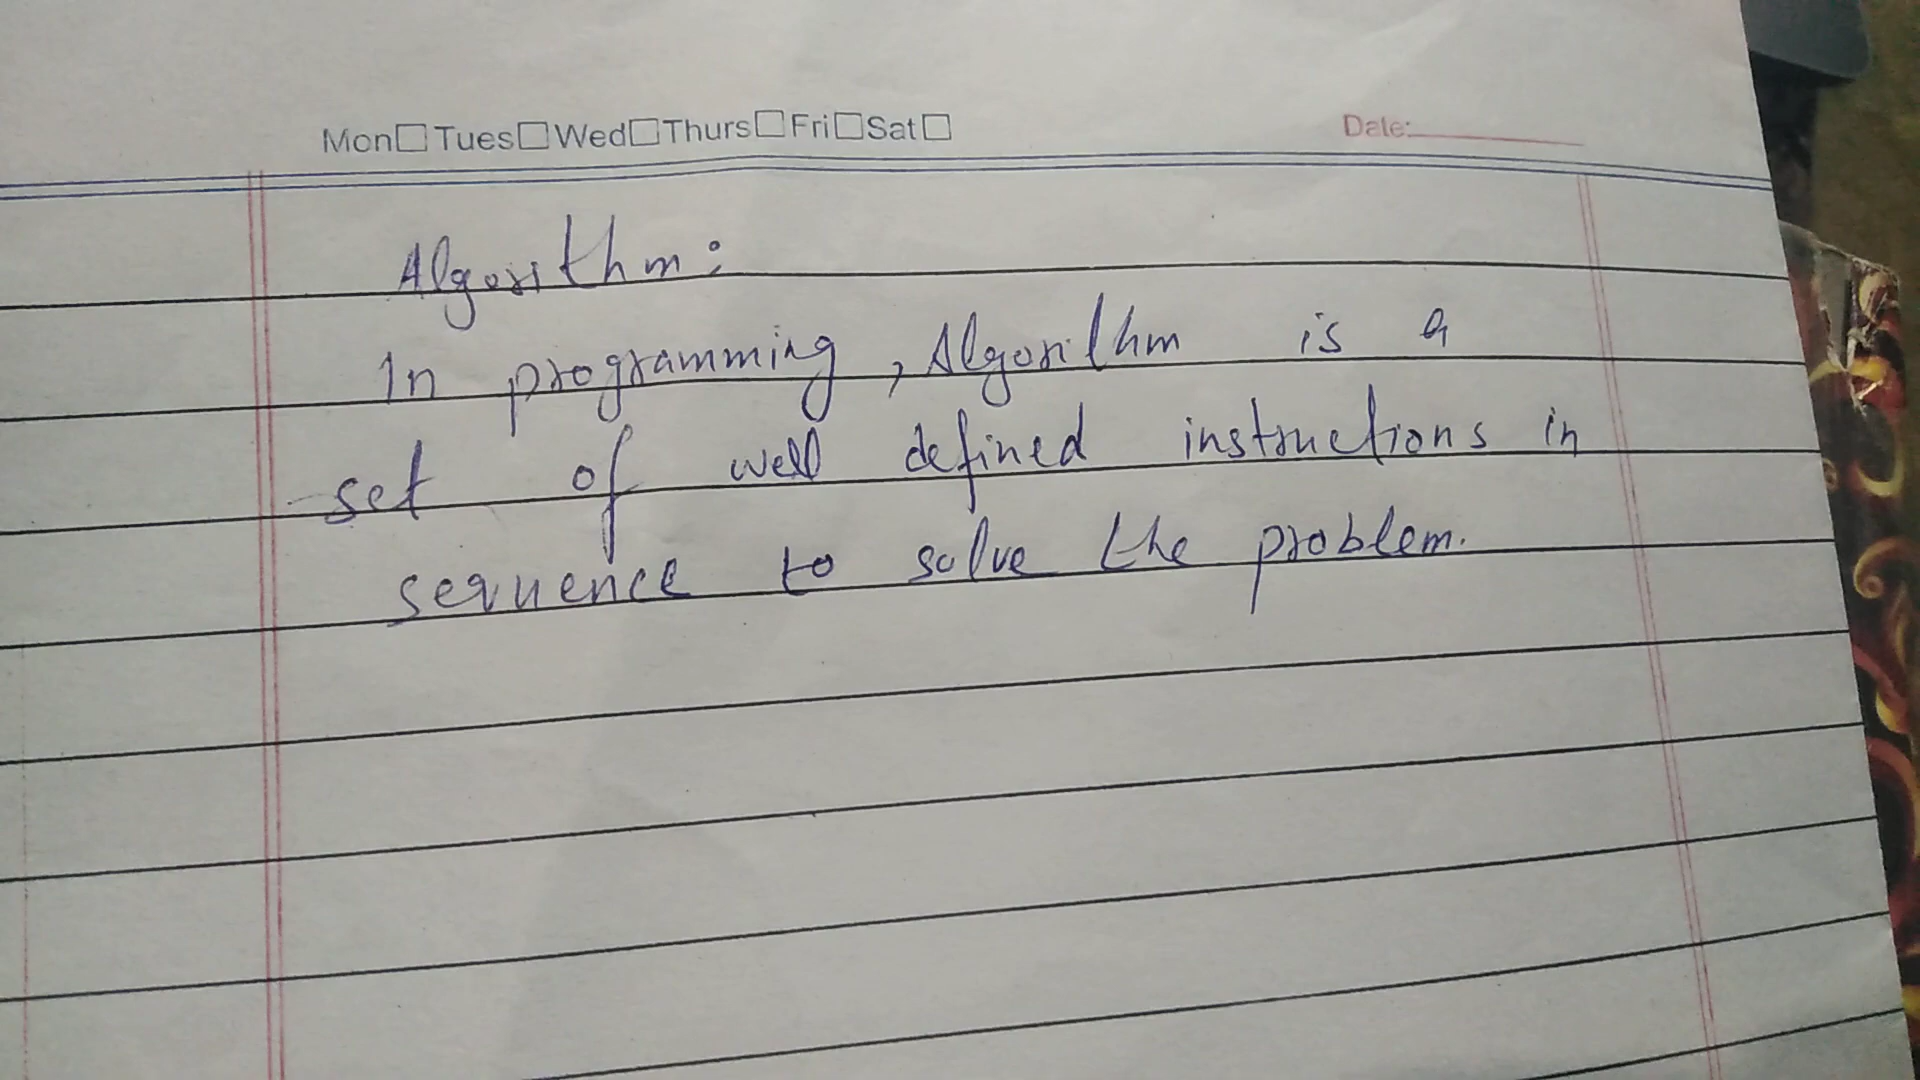 Mon☐ Tues☐ Wed☐ Thurs☐ Fri☐ Sat☐ Date:
Algorithm:
In programming, Algorithm is a
set of well defined instructions in
sequence to solve the problem.